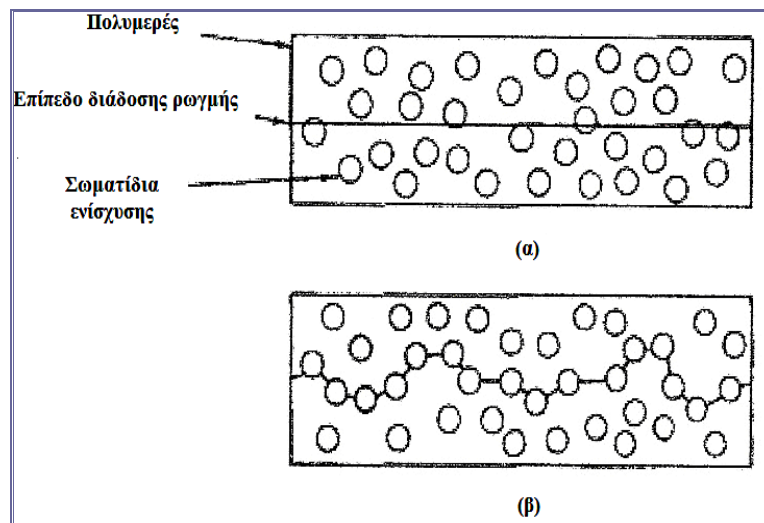 Πολυμερές
Επίπεδο διάδοσης ρωγμής
Σωματίδια
ενίσχυσης
(α)
(β)